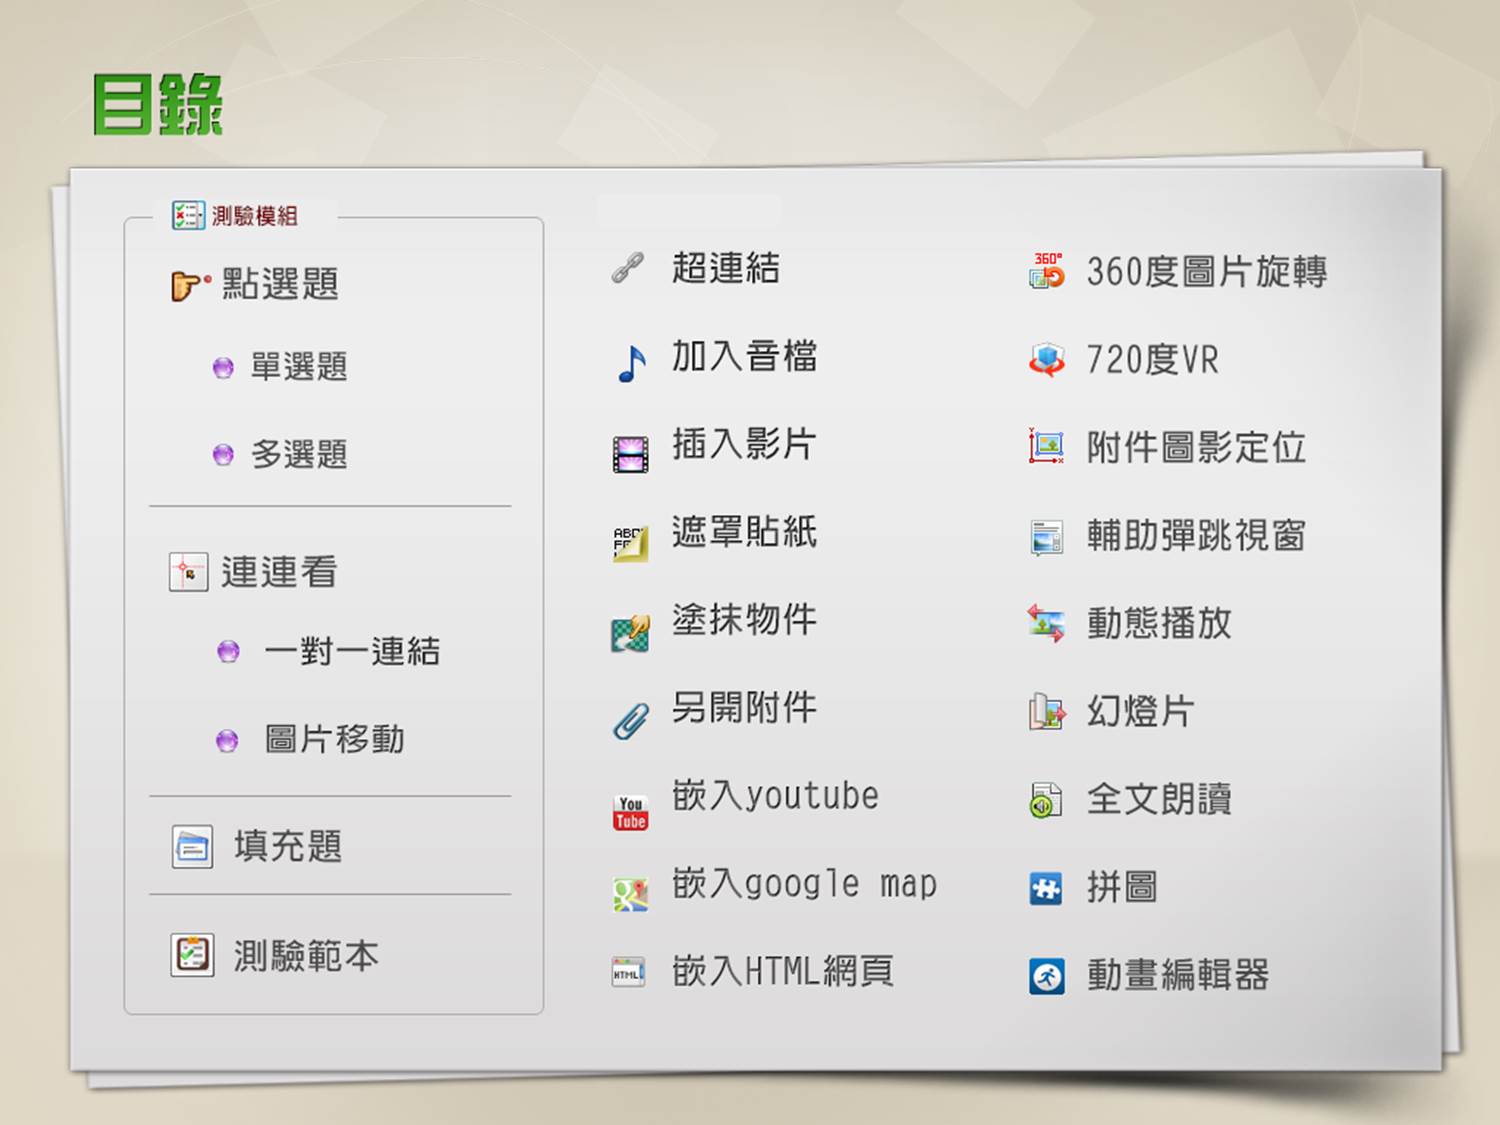 目錄
測驗模組
點選題
單選題
多選題
連連看
一對一連結
圖片移動
填充題
測驗範本
超連結
加入音檔
插入影片
遮罩貼紙
塗抹物件
另開附件
You
Tube
嵌入youtube
嵌入google map
HTML
嵌入HTML網頁
360°
360度圖片旋轉
720度VR
附件圖影定位
輔助彈跳視窗
動態播放
幻燈片
全文朗讀
拼圖
動畫編輯器